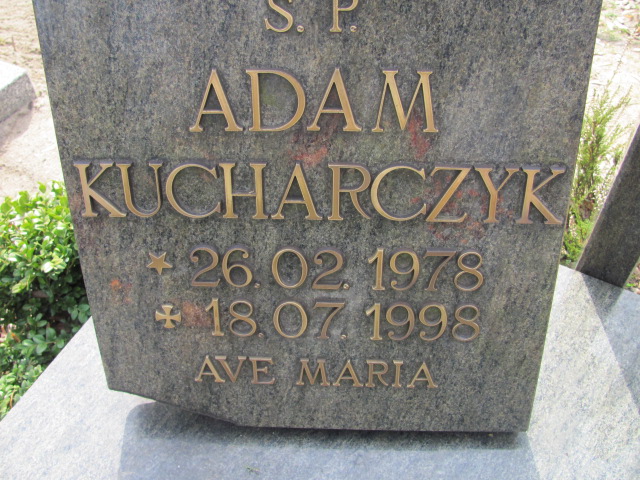 S. P.
ADAM
KUCHARCZYK
26. 02. 1978
18. 07. 1998
AVE MARIA